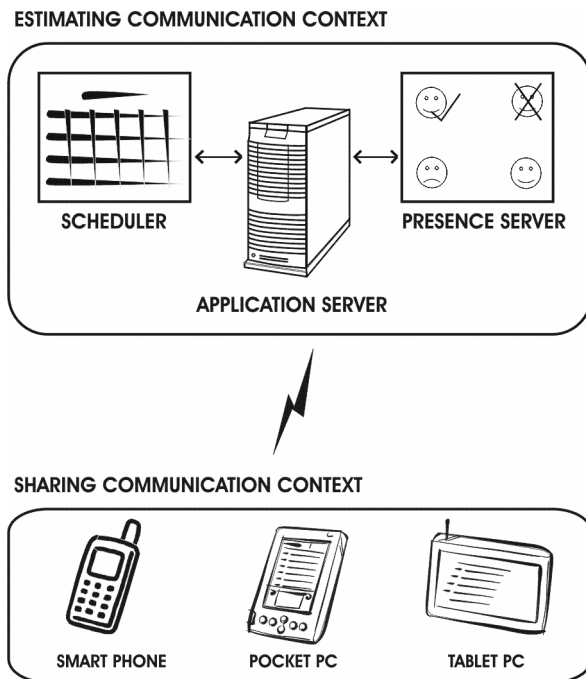 ESTIMATING COMMUNICATION CONTEXT
SCHEDULER
PRESENCE SERVER
APPLICATION SERVER
SHARING COMMUNICATION CONTEXT
SMART PHONE
POCKET PC
TABLET PC